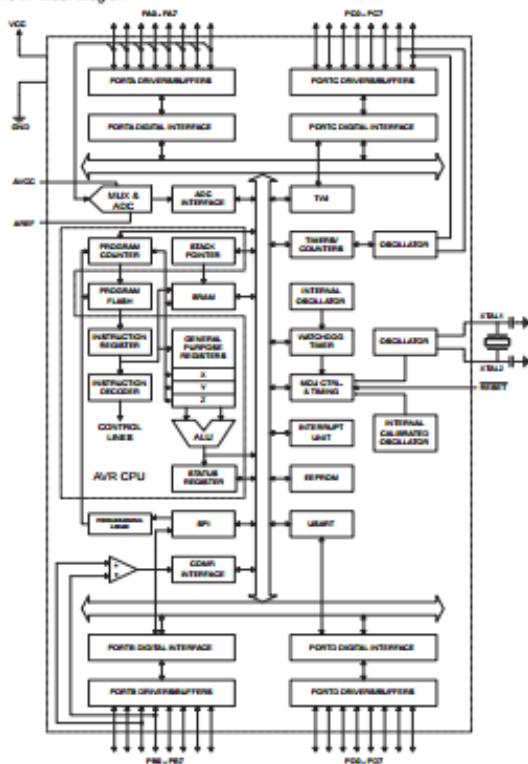 VCC
PA0 - PA7
PC0 - PC7
PORTA DRIVERS/BUFFERS
PORTC DRIVERS/BUFFERS
GND
PORTA DIGITAL INTERFACE
PORTC DIGITAL INTERFACE
AVCC
MUX &
ADC
ADC
INTERFACE
TWI
AREF
PROGRAM
COUNTER
STACK
POINTER
TIMERS/
COUNTERS
OSCILLATOR
PROGRAM
FLASH
SRAM
INTERNAL
OSCILLATOR
XTAL1
INSTRUCTION
REGISTER
GENERAL
PURPOSE
REGISTERS
WATCHDOG
TIMER
OSCILLATOR
X
Y
Z
XTAL2
INSTRUCTION
DECODER
MCU CTRL.
& TIMING
RESET
CONTROL
LINES
ALU
INTERRUPT
UNIT
INTERNAL
CALIBRATED
OSCILLATOR
AVR CPU
STATUS
REGISTER
EEPROM
PROGRAMMING
LOGIC
SPI
USART
+
-
COMP.
INTERFACE
PORTB DIGITAL INTERFACE
PORTD DIGITAL INTERFACE
PORTB DRIVERS/BUFFERS
PORTD DRIVERS/BUFFERS
PB0 - PB7
PD0 - PD7